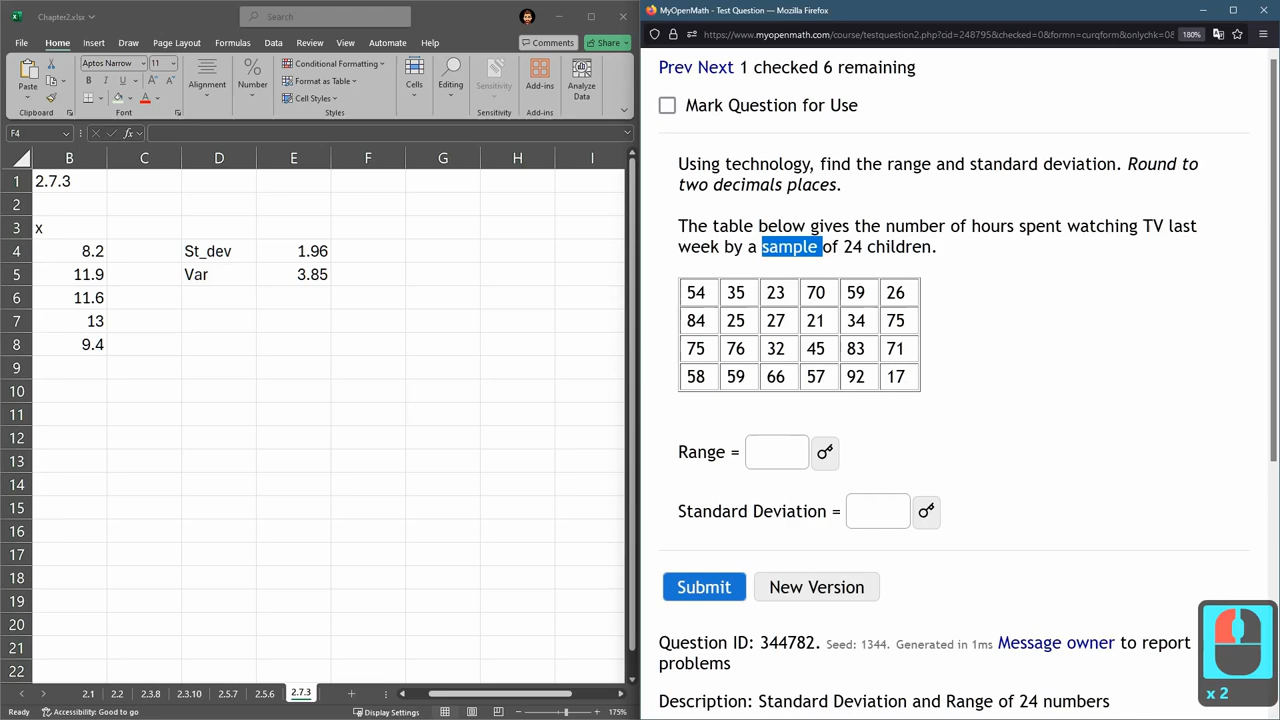 Chapter2.xlsx
Search
File Home Insert Draw Page Layout Formulas Data Review Automate Help Comments Share
Paste
Clipboard
Aptos Narrow 11
B I U
A
Font
Alignment
Number
Conditional Formatting
Format as Table
Cell Styles
Styles
Cells
Editing
Sensitivity
Sensitivity
Add-ins
Add-ins
Analyze
Data
F4
fx
B C D E F G H I
1 2.7.3
2
3 x
4 8.2 St_dev 1.96
5 11.9 Var 3.85
6 11.6
7 13
8 9.4
9
10
11
12
13
14
15
16
17
18
19
20
21
22
2.1 2.2 2.3.8 2.3.10 2.5.7 2.5.6 2.7.3
Ready Accessibility: Good to go Display Settings 175%
MyOpenMath - Test Question — Mozilla Firefox
https://www.myopenmath.com/course/testquestion2.php?cid=248795&checked=0&formn=curqform&onlychk=0& 180%
Prev Next 1 checked 6 remaining
Mark Question for Use
Using technology, find the range and standard deviation. Round to
two decimals places.
The table below gives the number of hours spent watching TV last
week by a sample of 24 children.
54 35 23 70 59 26
84 25 27 21 34 75
75 76 32 45 83 71
58 59 66 57 92 17
Range =
Standard Deviation =
Submit New Version
Question ID: 344782. Seed: 1344. Generated in 1ms Message owner to report
problems
Description: Standard Deviation and Range of 24 numbers
x 2